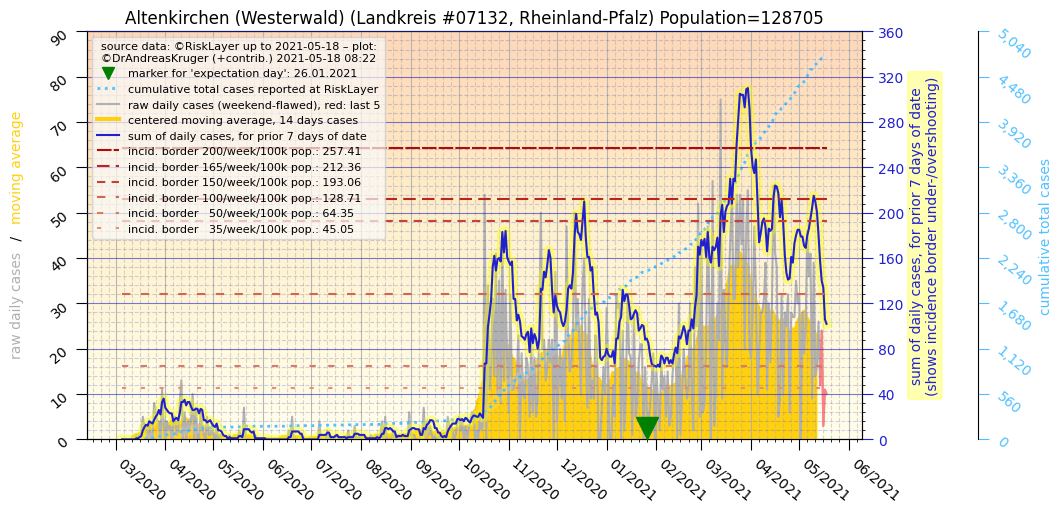 Altenkirchen (Westerwald) (Landkreis #07132, Rheinland-Pfalz) Population=128705
source data: ©RiskLayer up to 2021-05-18 – plot:
©DrAndreasKruger (+contrib.) 2021-05-18 08:22
marker for 'expectation day': 26.01.2021
cumulative total cases reported at RiskLayer
raw daily cases (weekend-flawed), red: last 5
centered moving average, 14 days cases
sum of daily cases, for prior 7 days of date
incid. border 200/week/100k pop.: 257.41
incid. border 165/week/100k pop.: 212.36
incid. border 150/week/100k pop.: 193.06
incid. border 100/week/100k pop.: 128.71
incid. border 50/week/100k pop.: 64.35
incid. border 35/week/100k pop.: 45.05
raw daily cases / moving average
90
80
70
60
50
40
30
20
10
0
03/2020
04/2020
05/2020
06/2020
07/2020
08/2020
09/2020
10/2020
11/2020
12/2020
01/2021
02/2021
03/2021
04/2021
05/2021
06/2021
360
320
280
240
200
160
120
80
40
0
sum of daily cases, for prior 7 days of date
(shows incidence border under-/overshooting)
5,040
4,480
3,920
3,360
2,800
2,240
1,680
1,120
560
0
cumulative total cases